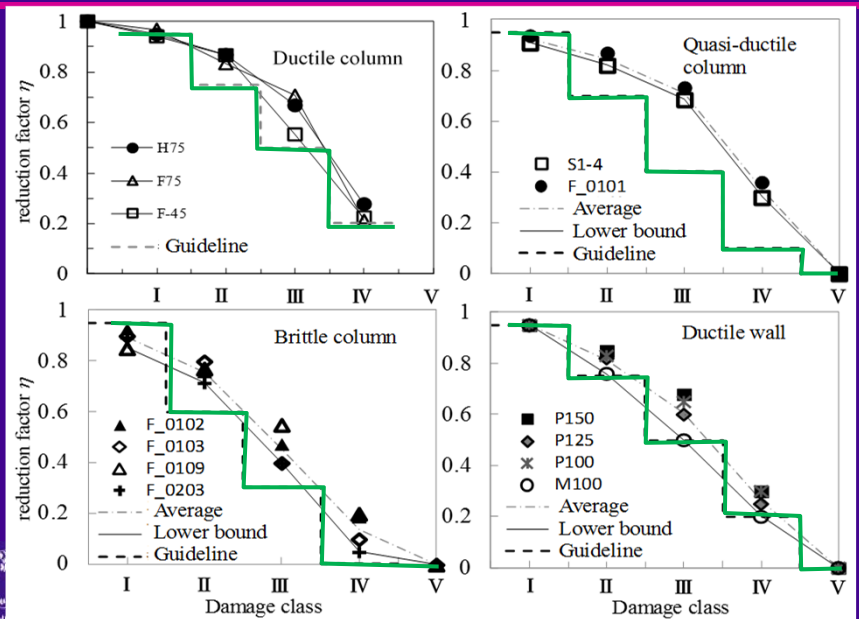 Ductile column
reduction factor η
1
0.8
0.6
0.4
0.2
0
H75
F75
F-45
Guideline
I II III IV V
Quasi-ductile
column
1
0.8
0.6
0.4
0.2
0
S1-4
F_0101
Average
Lower bound
Guideline
I II III IV V
Brittle column
reduction factor η
1
0.8
0.6
0.4
0.2
0
F_0102
F_0103
F_0109
F_0203
Average
Lower bound
Guideline
I II III IV V
Damage class
Ductile wall
1
0.8
0.6
0.4
0.2
0
P150
P125
P100
M100
Average
Lower bound
Guideline
I II III IV V
Damage class